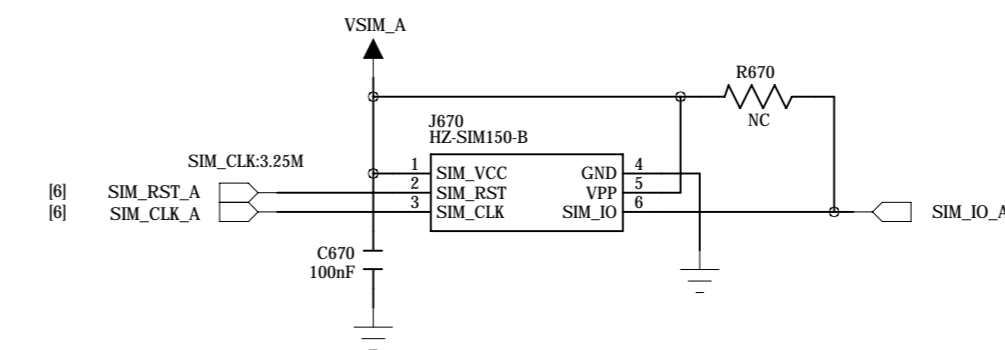 VSIM_A
R670
NC
J670
HZ-SIM150-B
SIM_CLK:3.25M
1 SIM_VCC GND 4
[6] SIM_RST_A 2 SIM_RST VPP 5
[6] SIM_CLK_A 3 SIM_CLK SIM_IO 6 SIM_IO_A
C670
100nF